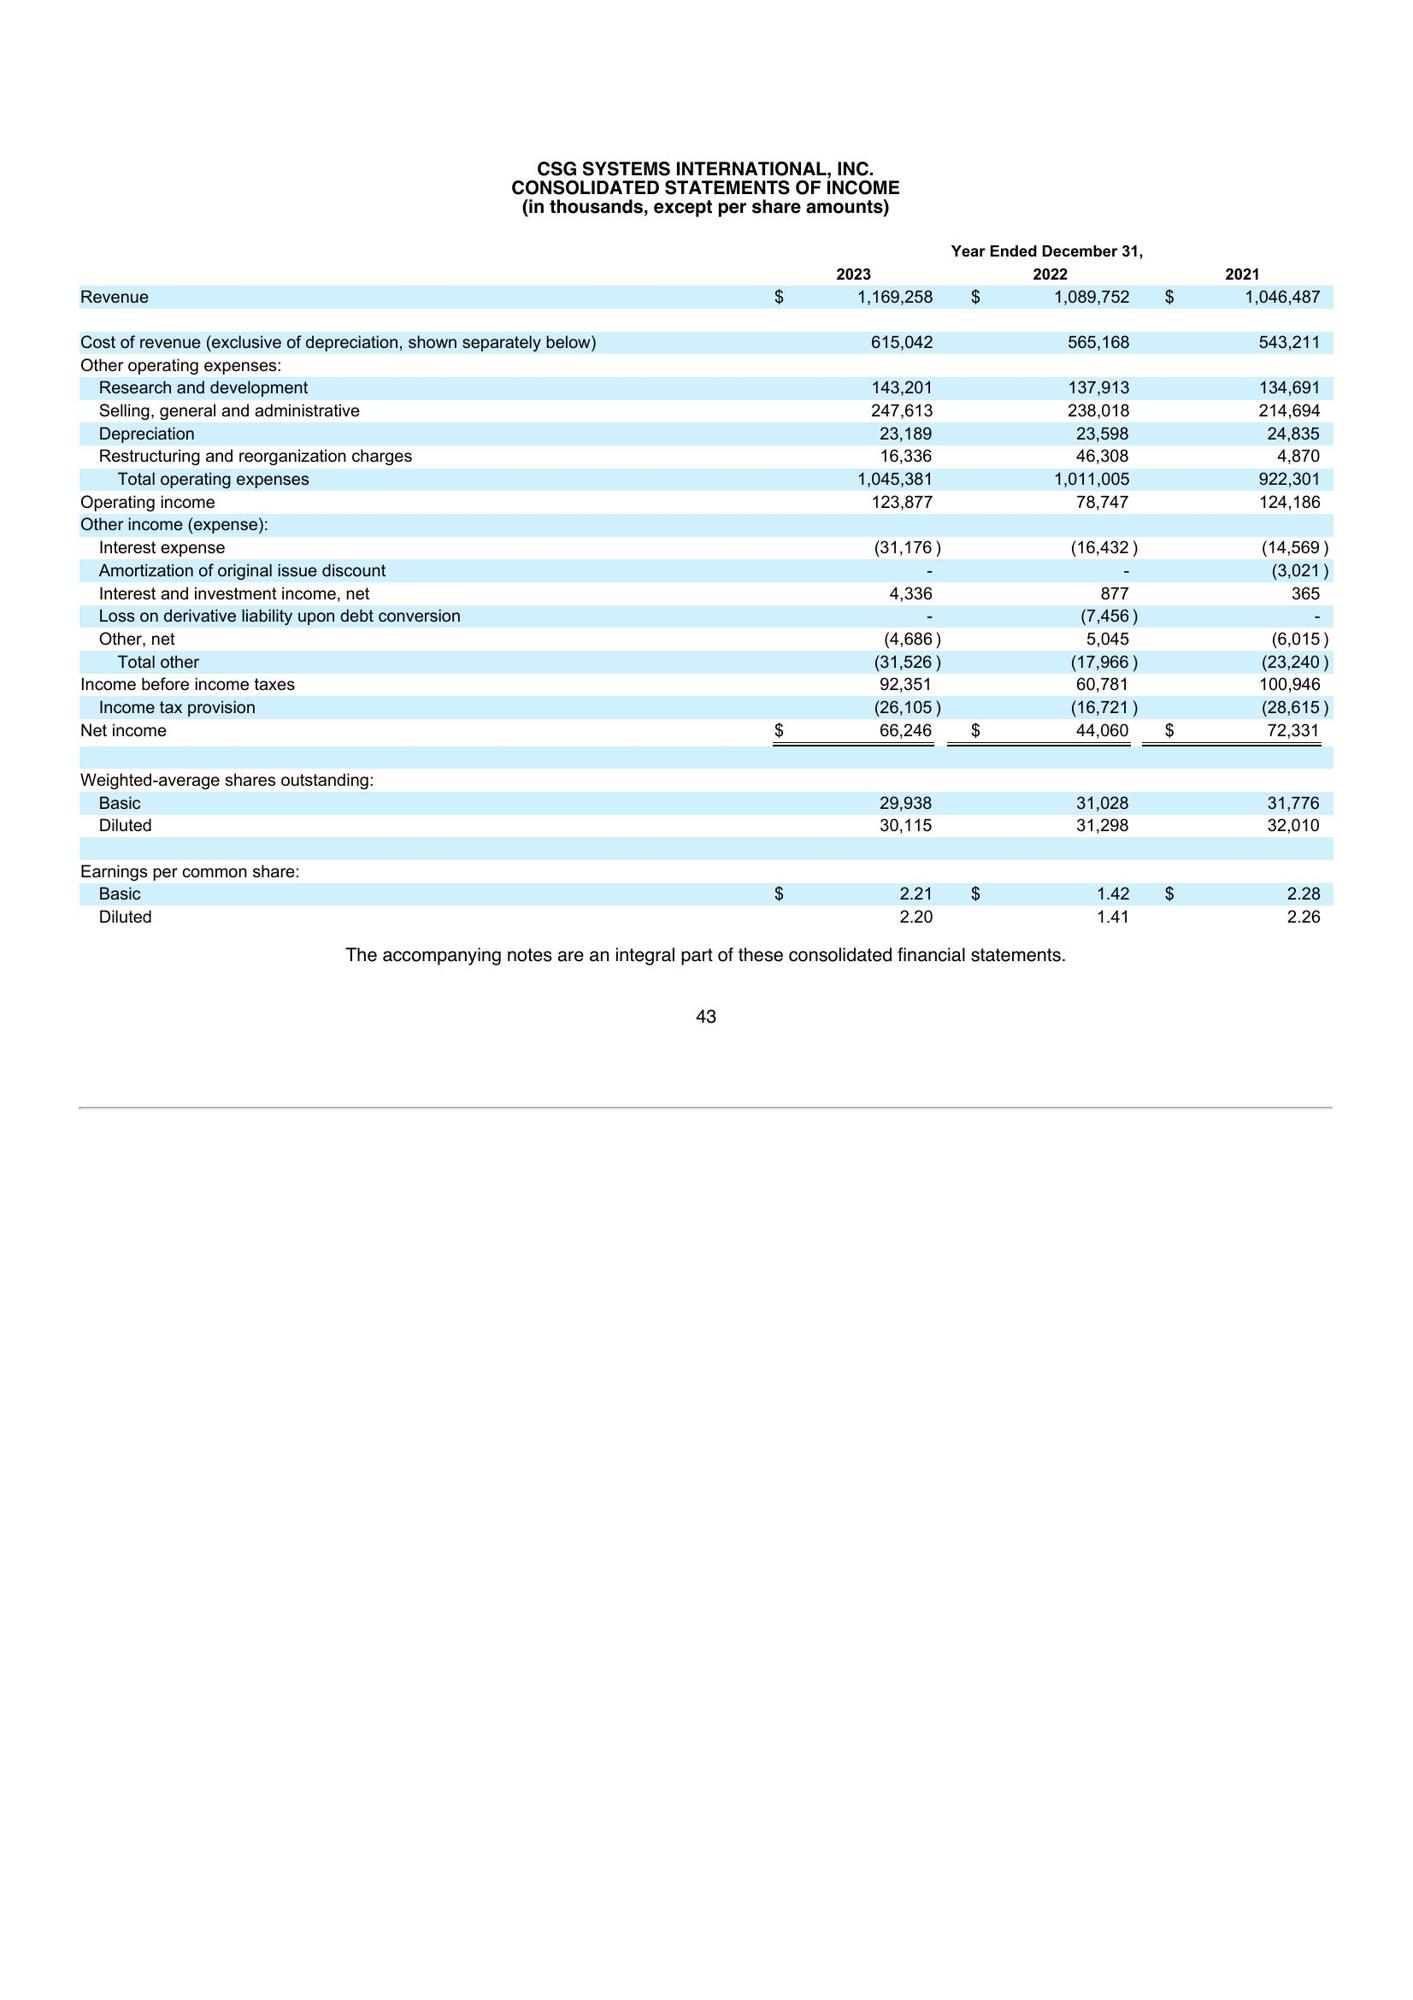 CSG SYSTEMS INTERNATIONAL, INC.
CONSOLIDATED STATEMENTS OF INCOME
(in thousands, except per share amounts)
Year Ended December 31,
2023 2022 2021
Revenue $ 1,169,258 $ 1,089,752 $ 1,046,487
Cost of revenue (exclusive of depreciation, shown separately below) 615,042 565,168 543,211
Other operating expenses:
Research and development 143,201 137,913 134,691
Selling, general and administrative 247,613 238,018 214,694
Depreciation 23,189 23,598 24,835
Restructuring and reorganization charges 16,336 46,308 4,870
Total operating expenses 1,045,381 1,011,005 922,301
Operating income 123,877 78,747 124,186
Other income (expense):
Interest expense (31,176 ) (16,432 ) (14,569 )
Amortization of original issue discount - - (3,021 )
Interest and investment income, net 4,336 877 365
Loss on derivative liability upon debt conversion - (7,456 ) -
Other, net (4,686 ) 5,045 (6,015 )
Total other (31,526 ) (17,966 ) (23,240 )
Income before income taxes 92,351 60,781 100,946
Income tax provision (26,105 ) (16,721 ) (28,615 )
Net income $ 66,246 $ 44,060 $ 72,331
Weighted-average shares outstanding:
Basic 29,938 31,028 31,776
Diluted 30,115 31,298 32,010
Earnings per common share:
Basic $ 2.21 $ 1.42 $ 2.28
Diluted 2.20 1.41 2.26
The accompanying notes are an integral part of these consolidated financial statements.
43